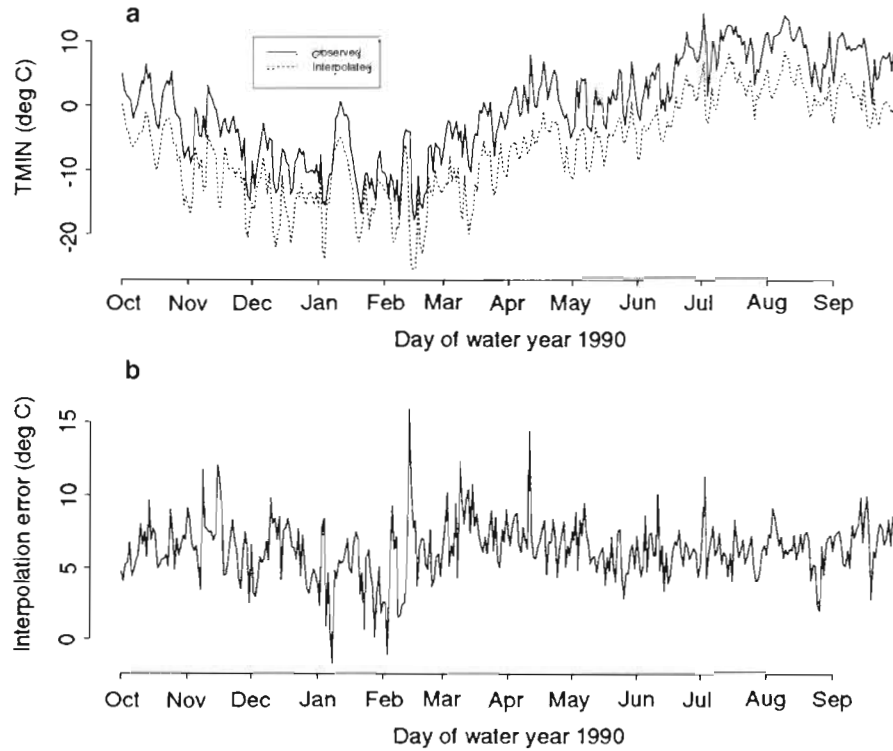 a
TMIN (deg C)
10
0
-10
-20
Observed
Interpolated
Oct Nov Dec Jan Feb Mar Apr May Jun Jul Aug Sep
Day of water year 1990
b
Interpolation error (deg C)
15
10
5
0
Oct Nov Dec Jan Feb Mar Apr May Jun Jul Aug Sep
Day of water year 1990